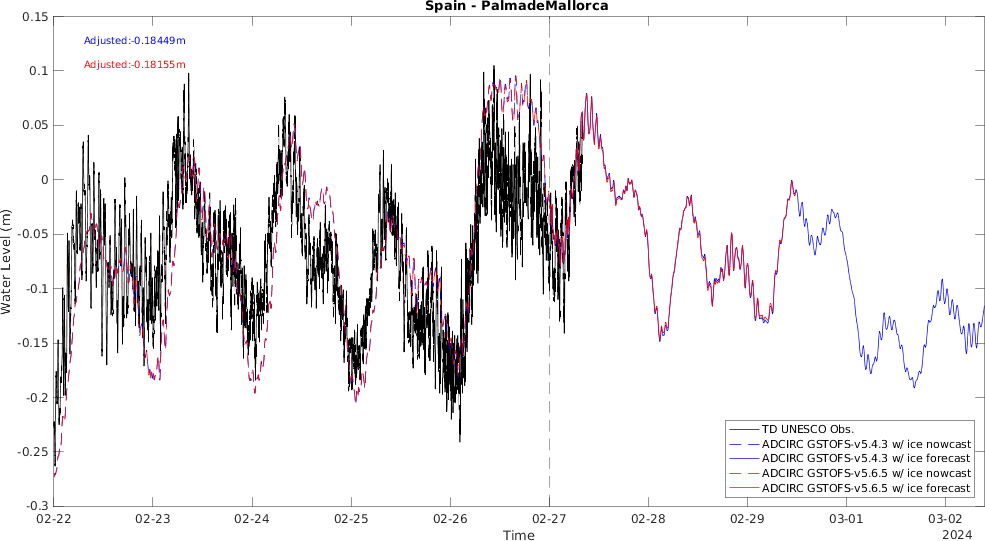 Spain - PalmadeMallorca
Adjusted:-0.18449m
Adjusted:-0.18155m
0.15
0.1
0.05
0
-0.05
-0.1
-0.15
-0.2
-0.25
-0.3
Water Level (m)
02-22
02-23
02-24
02-25
02-26
02-27
02-28
02-29
03-01
03-02
Time
2024
TD UNESCO Obs.
ADCIRC GSTOFS-v5.4.3 w/ ice nowcast
ADCIRC GSTOFS-v5.4.3 w/ ice forecast
ADCIRC GSTOFS-v5.6.5 w/ ice nowcast
ADCIRC GSTOFS-v5.6.5 w/ ice forecast